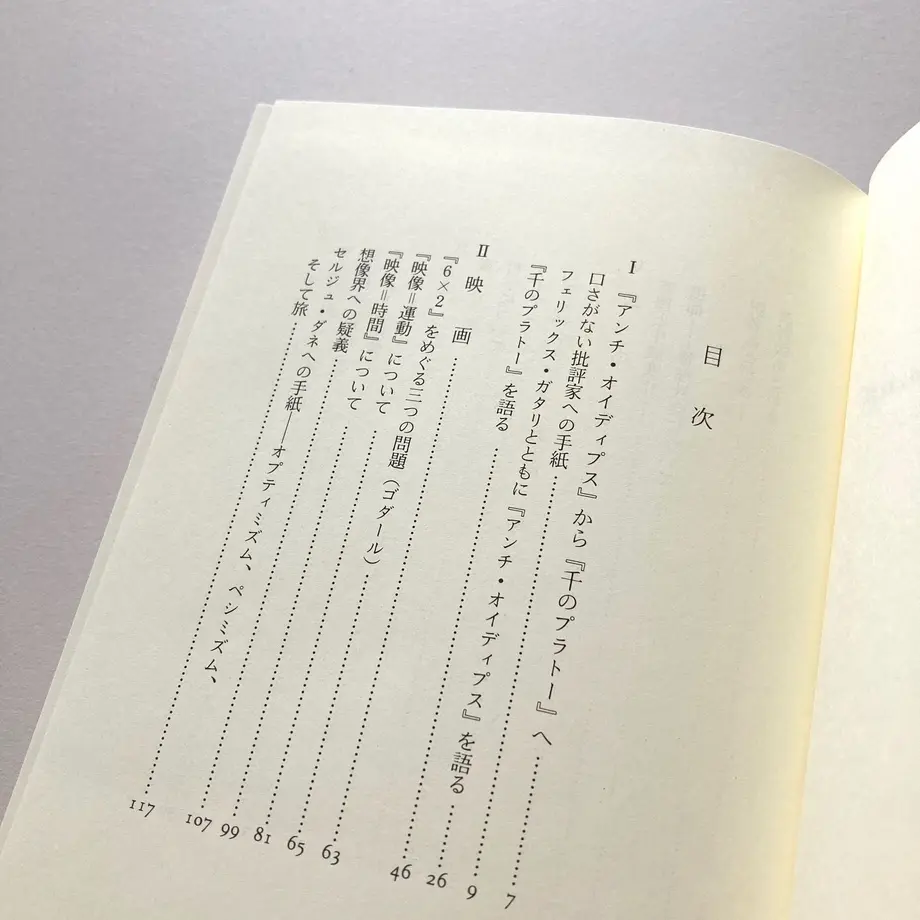 目次
I 『アンチ・オイディプス』から『千のプラトー』へ……7
口さがない批評家への手紙……9
フェリックス・ガタリとともに『アンチ・オイディプス』を語る……26
『千のプラトー』を語る……46
II 映画……63
『6×2』をめぐる三つの問題(ゴダール)……65
『映像=運動』について……81
『映像=時間』について……99
想像界への疑義……107
セルジュ・ダネへの手紙——オプティミズム、ペシミズム、
そして旅……117